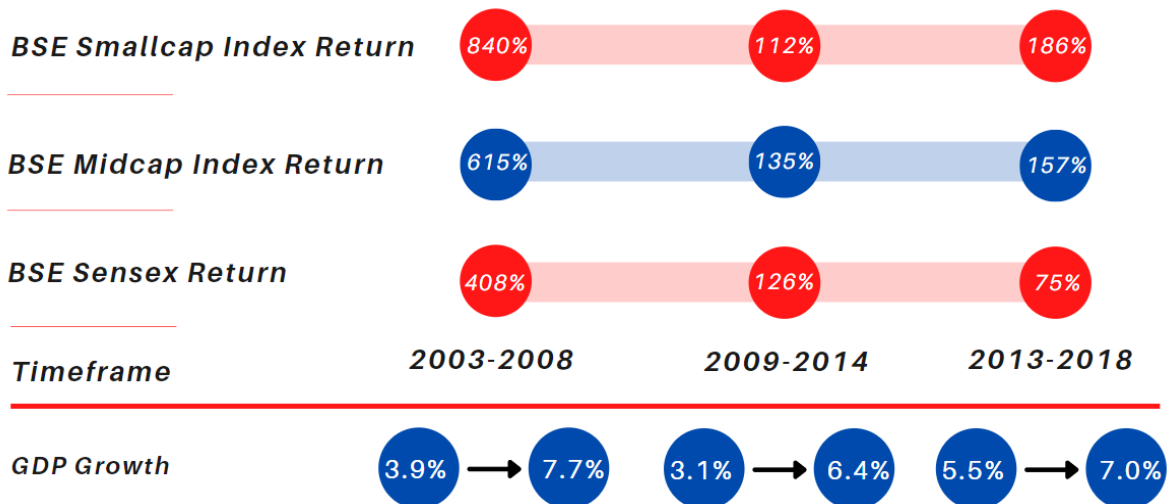 BSE Smallcap Index Return 840% 112% 186%
BSE Midcap Index Return 615% 135% 157%
BSE Sensex Return 408% 126% 75%
Timeframe 2003-2008 2009-2014 2013-2018
GDP Growth 3.9% 7.7% 3.1% 6.4% 5.5% 7.0%